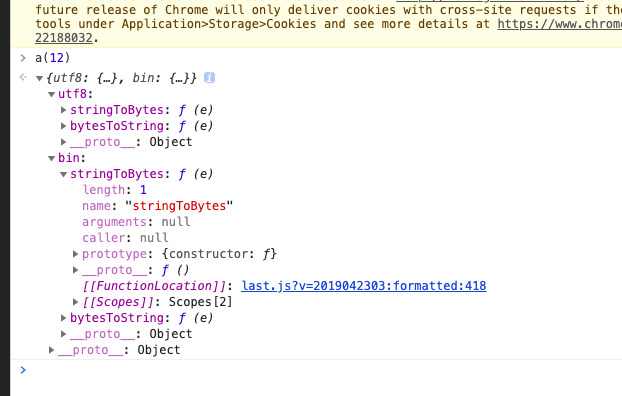 future release of Chrome will only deliver cookies with cross-site requests if the
tools under Application>Storage>Cookies and see more details at https://www.chrom
22188032.
> a(12)
<· ▼{utf8: {…}, bin: {…}} i
▼utf8:
▶stringToBytes: ƒ (e)
▶bytesToString: ƒ (e)
▶__proto__: Object
▼bin:
▼stringToBytes: ƒ (e)
length: 1
name: "stringToBytes"
arguments: null
caller: null
▶prototype: {constructor: ƒ}
▶__proto__: ƒ ()
[[FunctionLocation]]: last.js?v=2019042303:formatted:418
▶[[Scopes]]: Scopes[2]
▶bytesToString: ƒ (e)
▶__proto__: Object
▶__proto__: Object
>